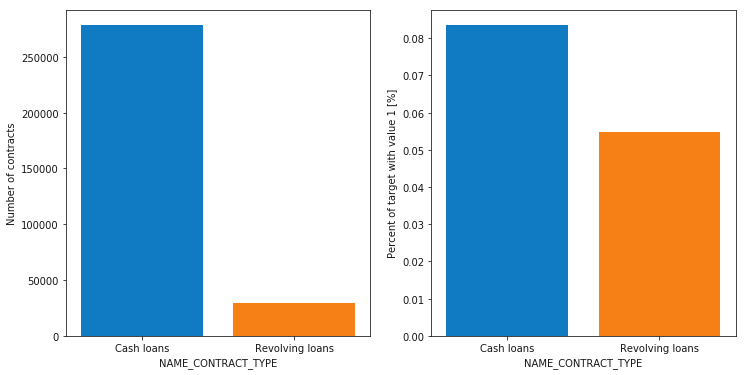 Number of contracts
250000
200000
150000
100000
50000
0
Cash loans
Revolving loans
NAME_CONTRACT_TYPE
Percent of target with value 1 [%]
0.08
0.07
0.06
0.05
0.04
0.03
0.02
0.01
0.00
Cash loans
Revolving loans
NAME_CONTRACT_TYPE